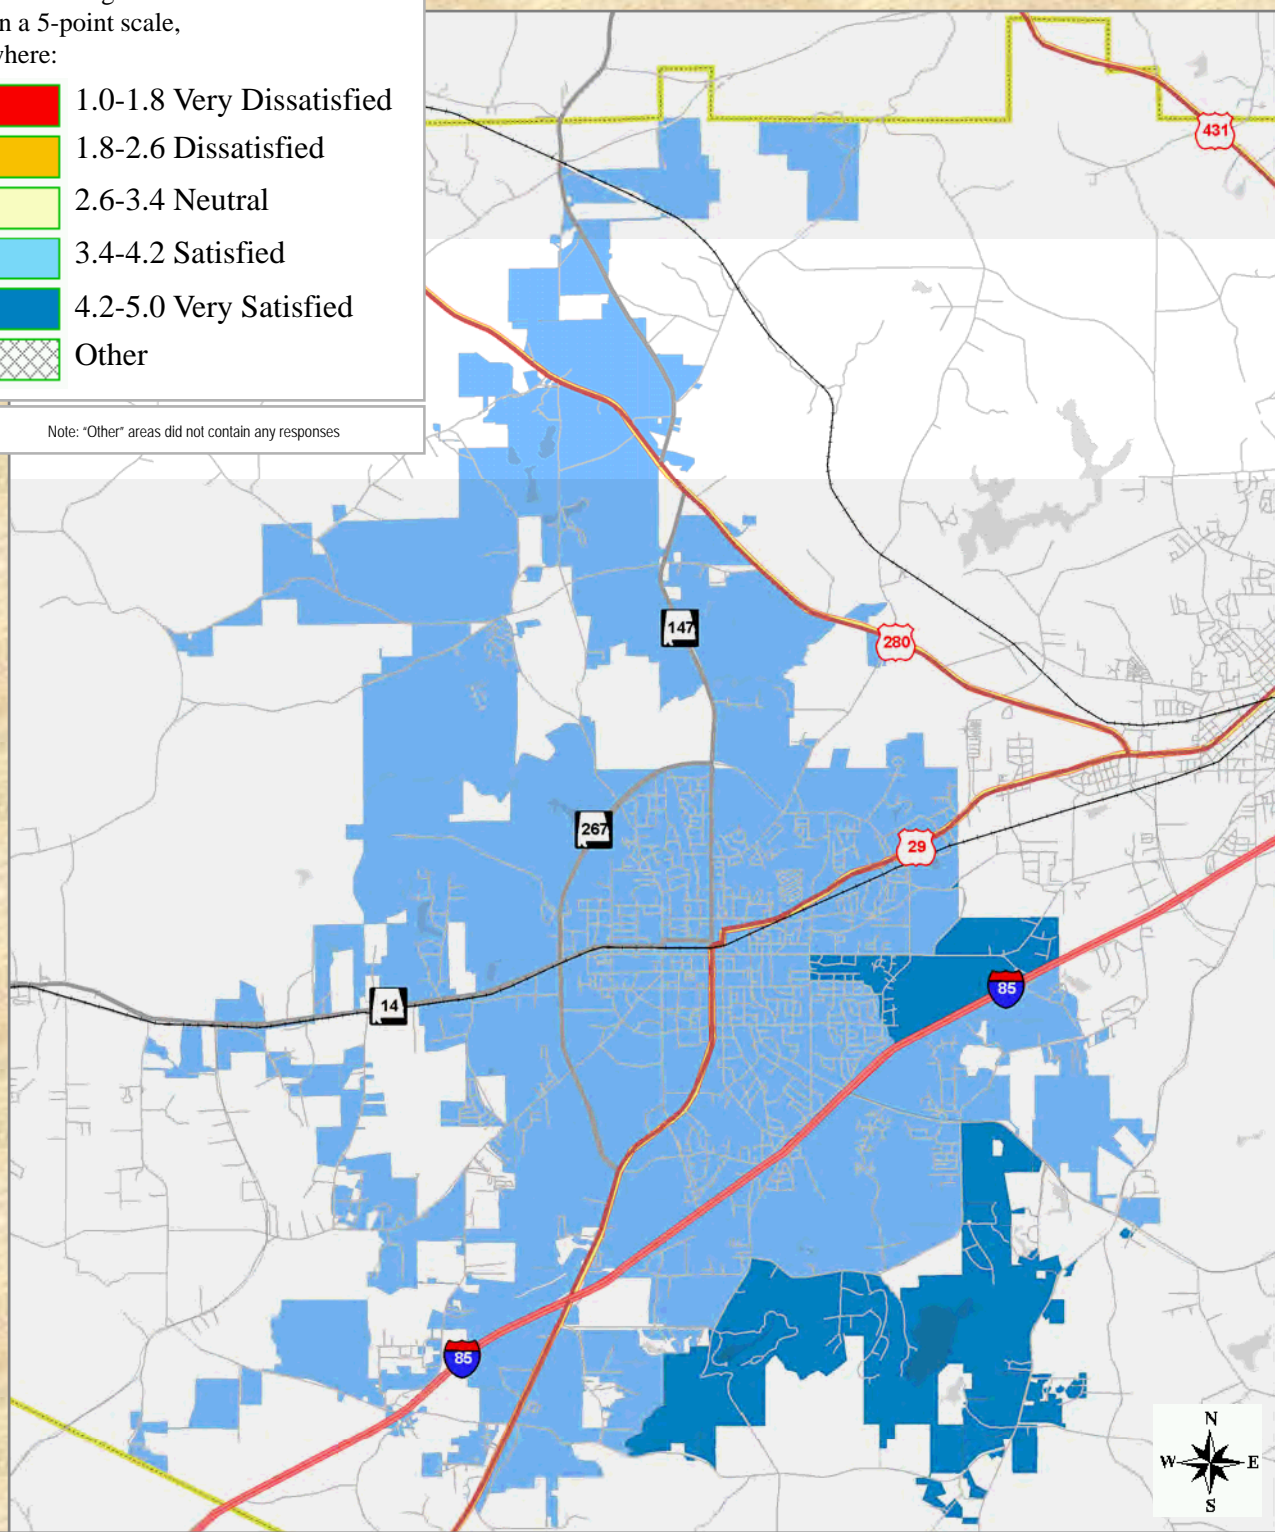 n a 5-point scale,
where:
1.0-1.8 Very Dissatisfied
1.8-2.6 Dissatisfied
2.6-3.4 Neutral
3.4-4.2 Satisfied
4.2-5.0 Very Satisfied
Other
Note: "Other" areas did not contain any responses
431
147
280
267
29
85
14
85
N
W E
S